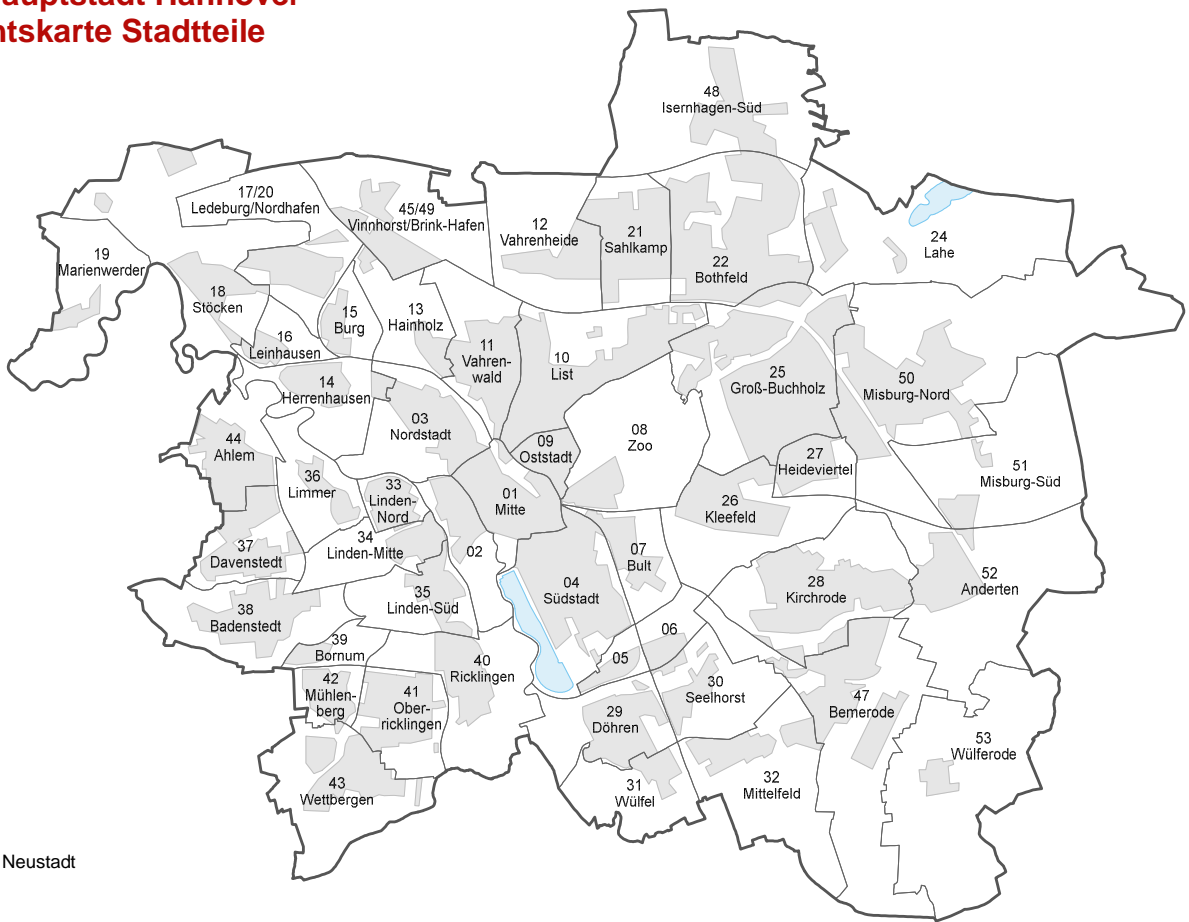 auptstadt Hannover
ntskarte Stadtteile
48
Isernhagen-Süd
17/20
Ledeburg/Nordhafen
45/49
Vinnhorst/Brink-Hafen
12
Vahrenheide
21
Sahlkamp
22
Bothfeld
24
Lahe
19
Marienwerder
18
Stöcken
15
Burg
13
Hainholz
16
Leinhausen
11
Vahren-
wald
10
List
25
Groß-Buchholz
50
Misburg-Nord
14
Herrenhausen
03
Nordstadt
08
Zoo
09
Oststadt
27
Heideviertel
51
Misburg-Süd
44
Ahlem
36
Limmer
33
Linden-
Nord
01
Mitte
26
Kleefeld
34
Linden-Mitte
02
37
Davenstedt
07
Bult
04
Südstadt
28
Kirchrode
52
Anderten
35
Linden-Süd
38
Badenstedt
39
Bornum
06
05
40
Ricklingen
42
Mühlen-
berg
41
Ober-
ricklingen
30
Seelhorst
47
Bemerode
29
Döhren
53
Wülferode
43
Wettbergen
31
Wülfel
32
Mittelfeld
Neustadt